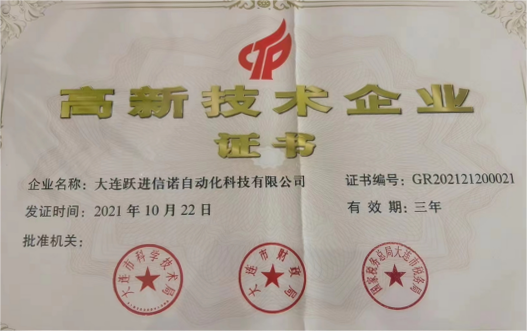 高新技术企业
证书
企业名称：大连跃进信诺自动化科技有限公司 证书编号：GR202121200021
发证时间：2021 年 10 月 22 日 有 效 期：三年
批准机关：
大连市科学技术局
大连市财政局
国家税务总局大连市税务局